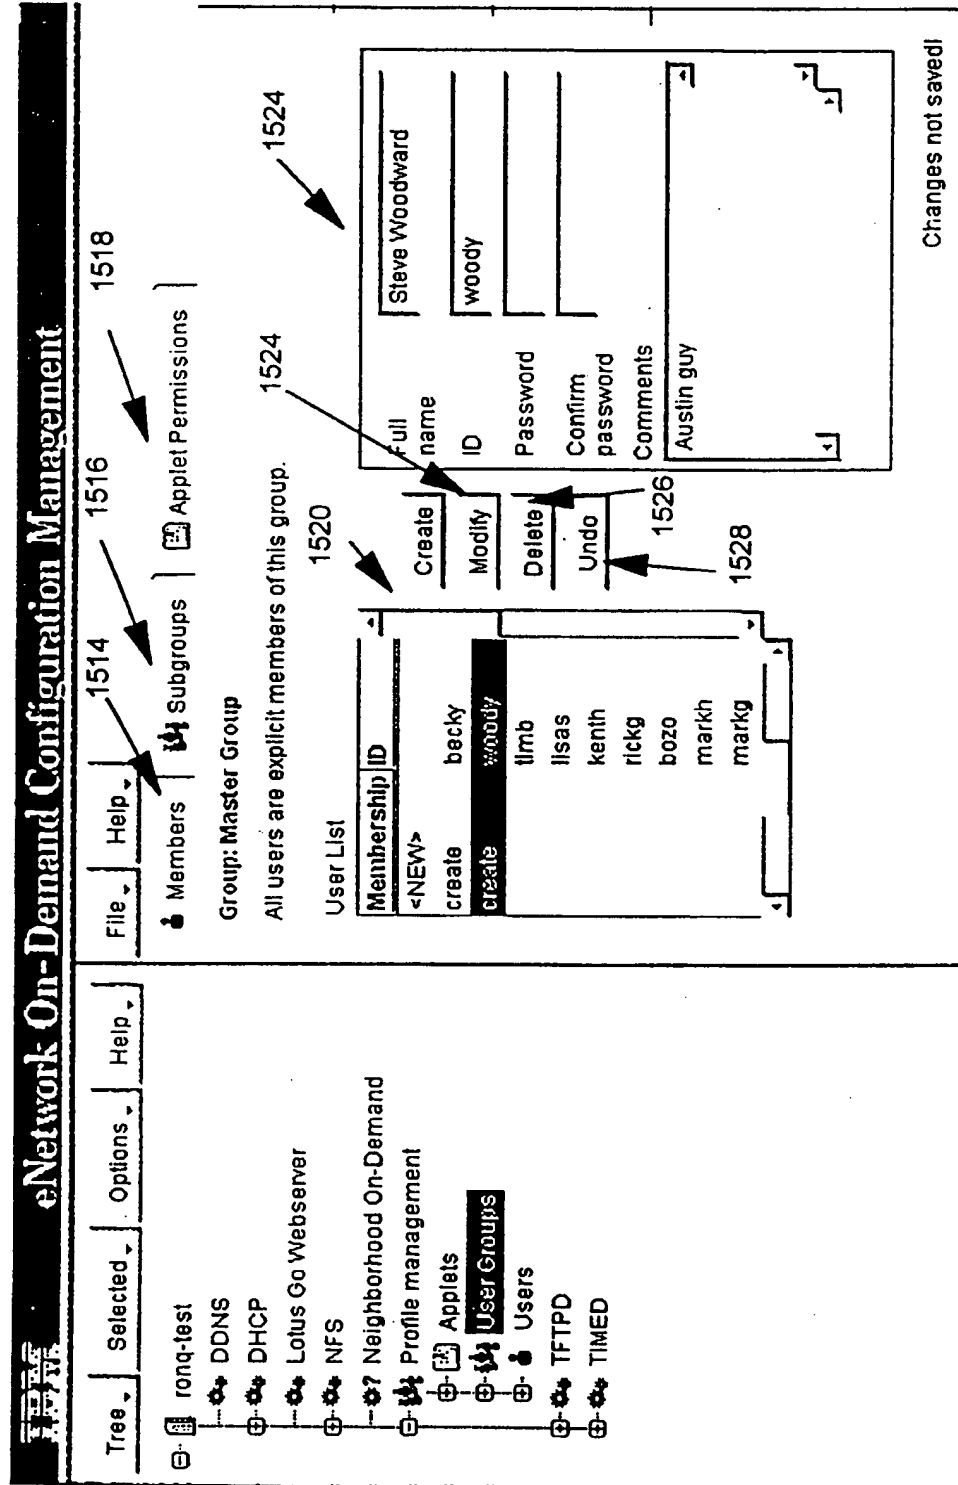 IBM
eNetwork On-Demand Configuration Management
Tree
Selected
Options
Help
ronq-test
DDNS
DHCP
Lotus Go Webserver
NFS
Neighborhood On-Demand
Profile management
Applets
User Groups
Users
TFTPD
TIMED
File
Help
1514
1516
1518
Members
Subgroups
Applet Permissions
Group: Master Group
All users are explicit members of this group.
1520
1524
1524
User List
Membership ID
<NEW>
create becky
create woody
timb
lisas
kenth
rickg
bozo
markh
markg
Create
Modify
Delete
Undo
1526
1528
Full name
Steve Woodward
ID
woody
Password
Confirm password
Comments
Austin guy
Changes not saved!